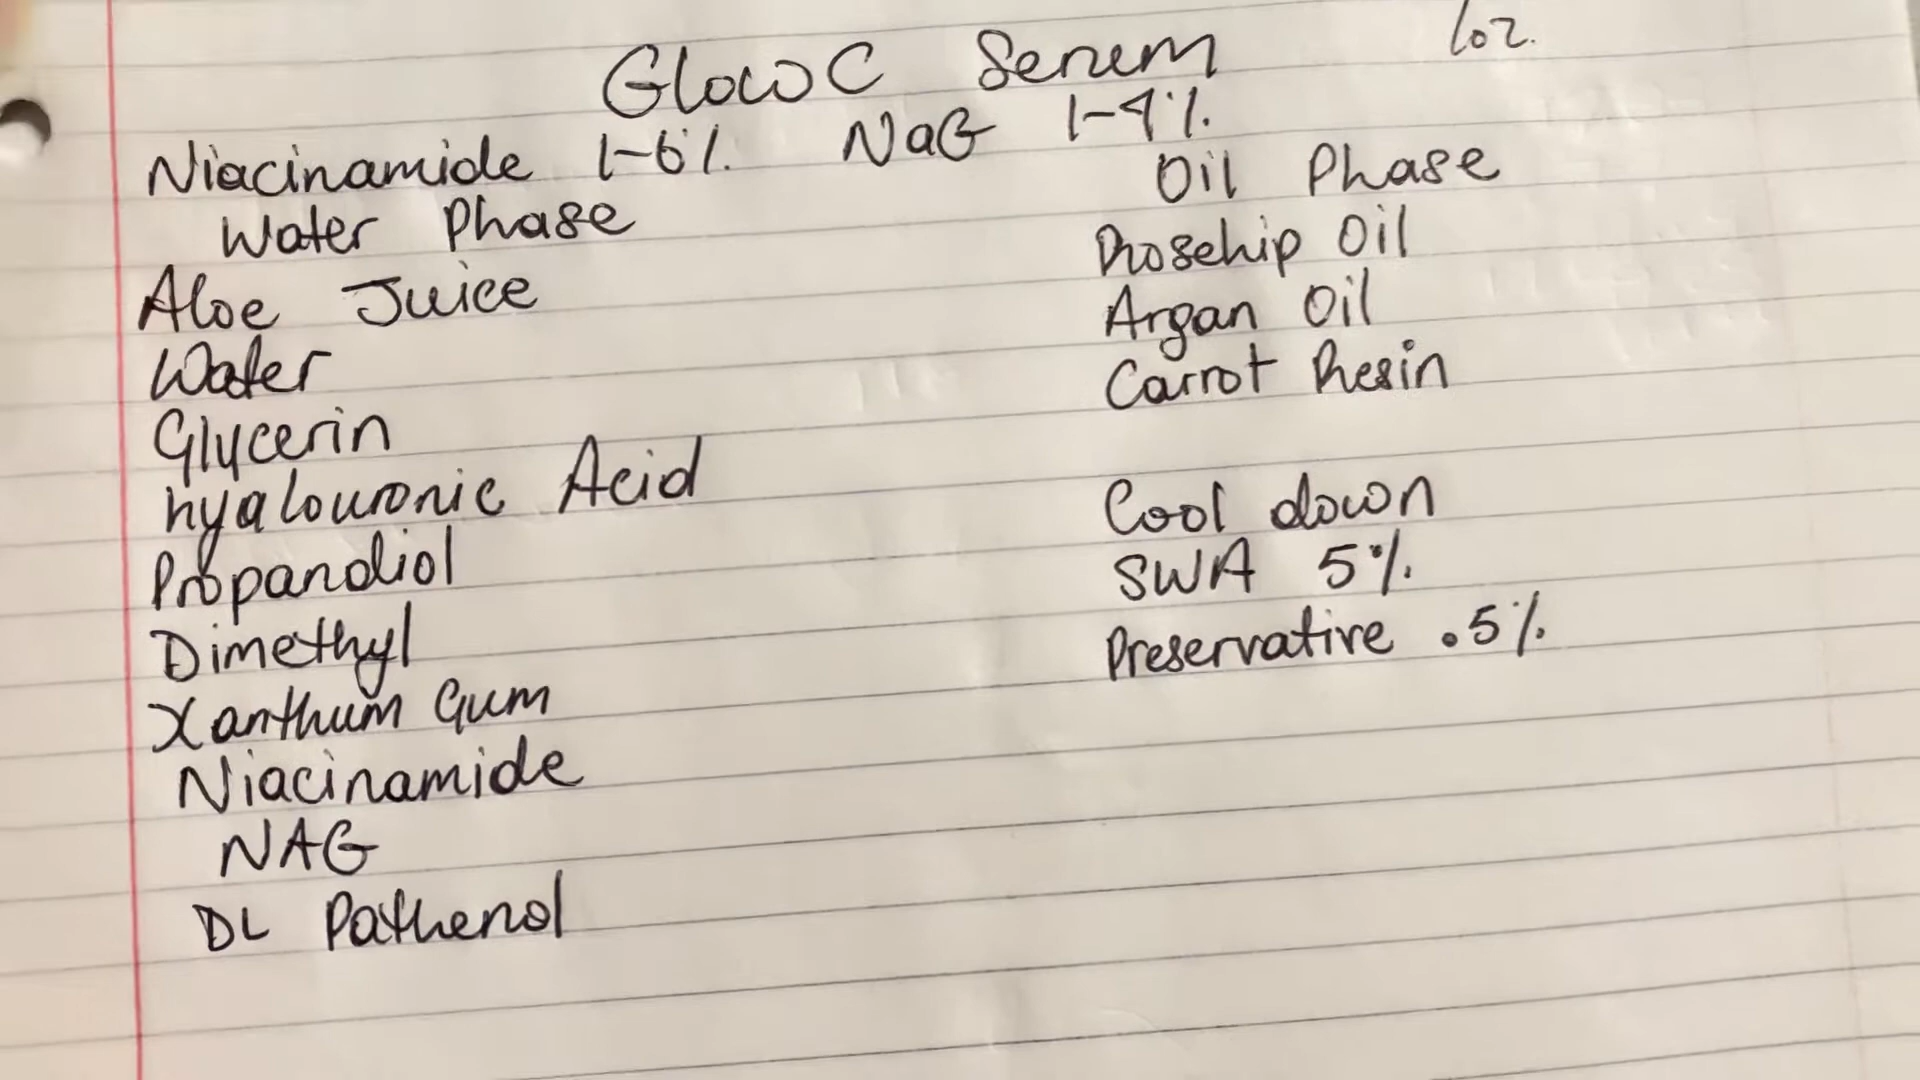 Glow C Serum 1oz.
Niacinamide 1-6% NaG 1-4%
Water Phase
Aloe Juice
Water
Glycerin
hyalouronic Acid
Propandiol
Dimethyl
Xanthum Gum
Niacinamide
NAG
DL Pathenol
Oil Phase
Rosehip Oil
Argan Oil
Carrot Resin
Cool down
SWA 5%
Preservative .5%